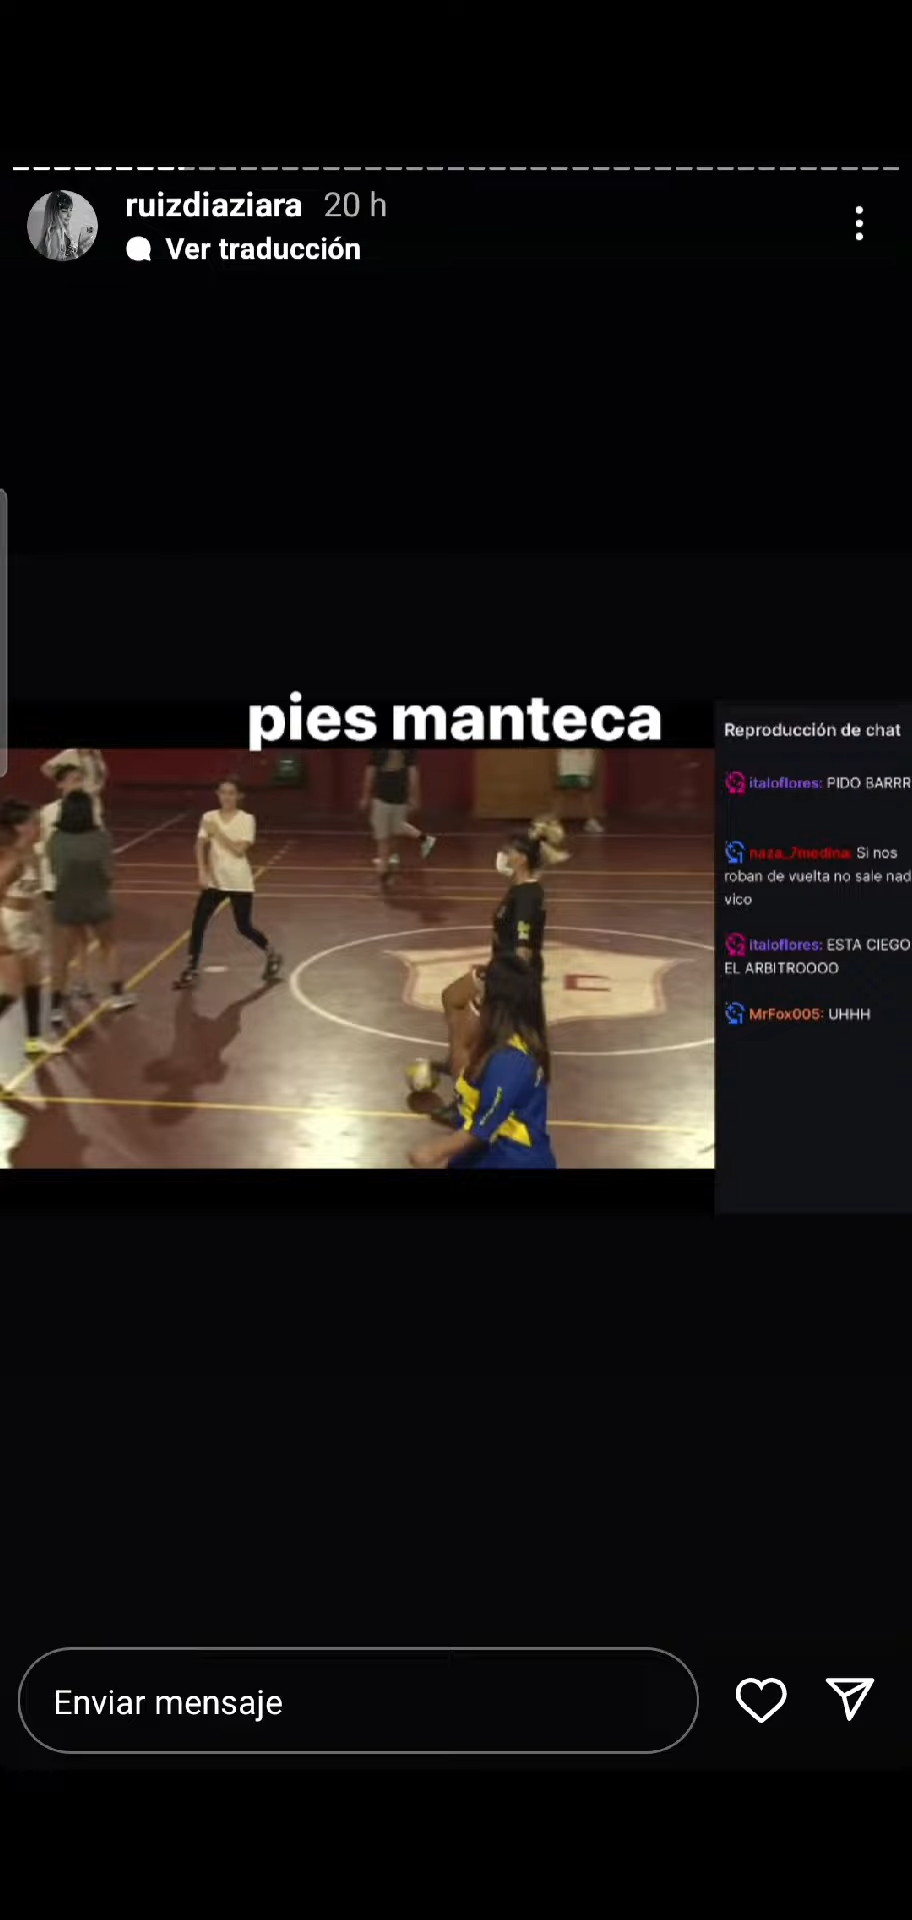 ruizdiaziara 20 h
Ver traducción
pies manteca
Reproducción de chat
italoflores: PIDO BARRR
naza_7medina: Si nos
roban de vuelta no sale nad
vico
italoflores: ESTA CIEGO
EL ARBITROOOO
MrFox005: UHHH
Enviar mensaje